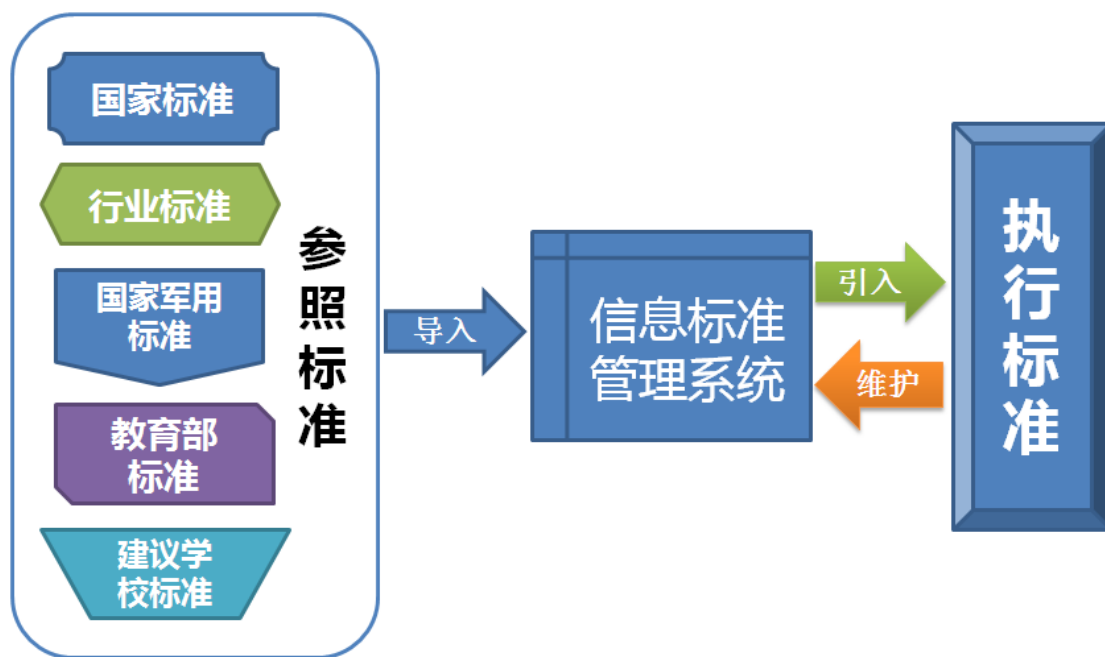 国家标准
行业标准
国家军用
标准
教育部
标准
建议学
校标准
参照标准
导入
信息标准
管理系统
引入
维护
执行标准